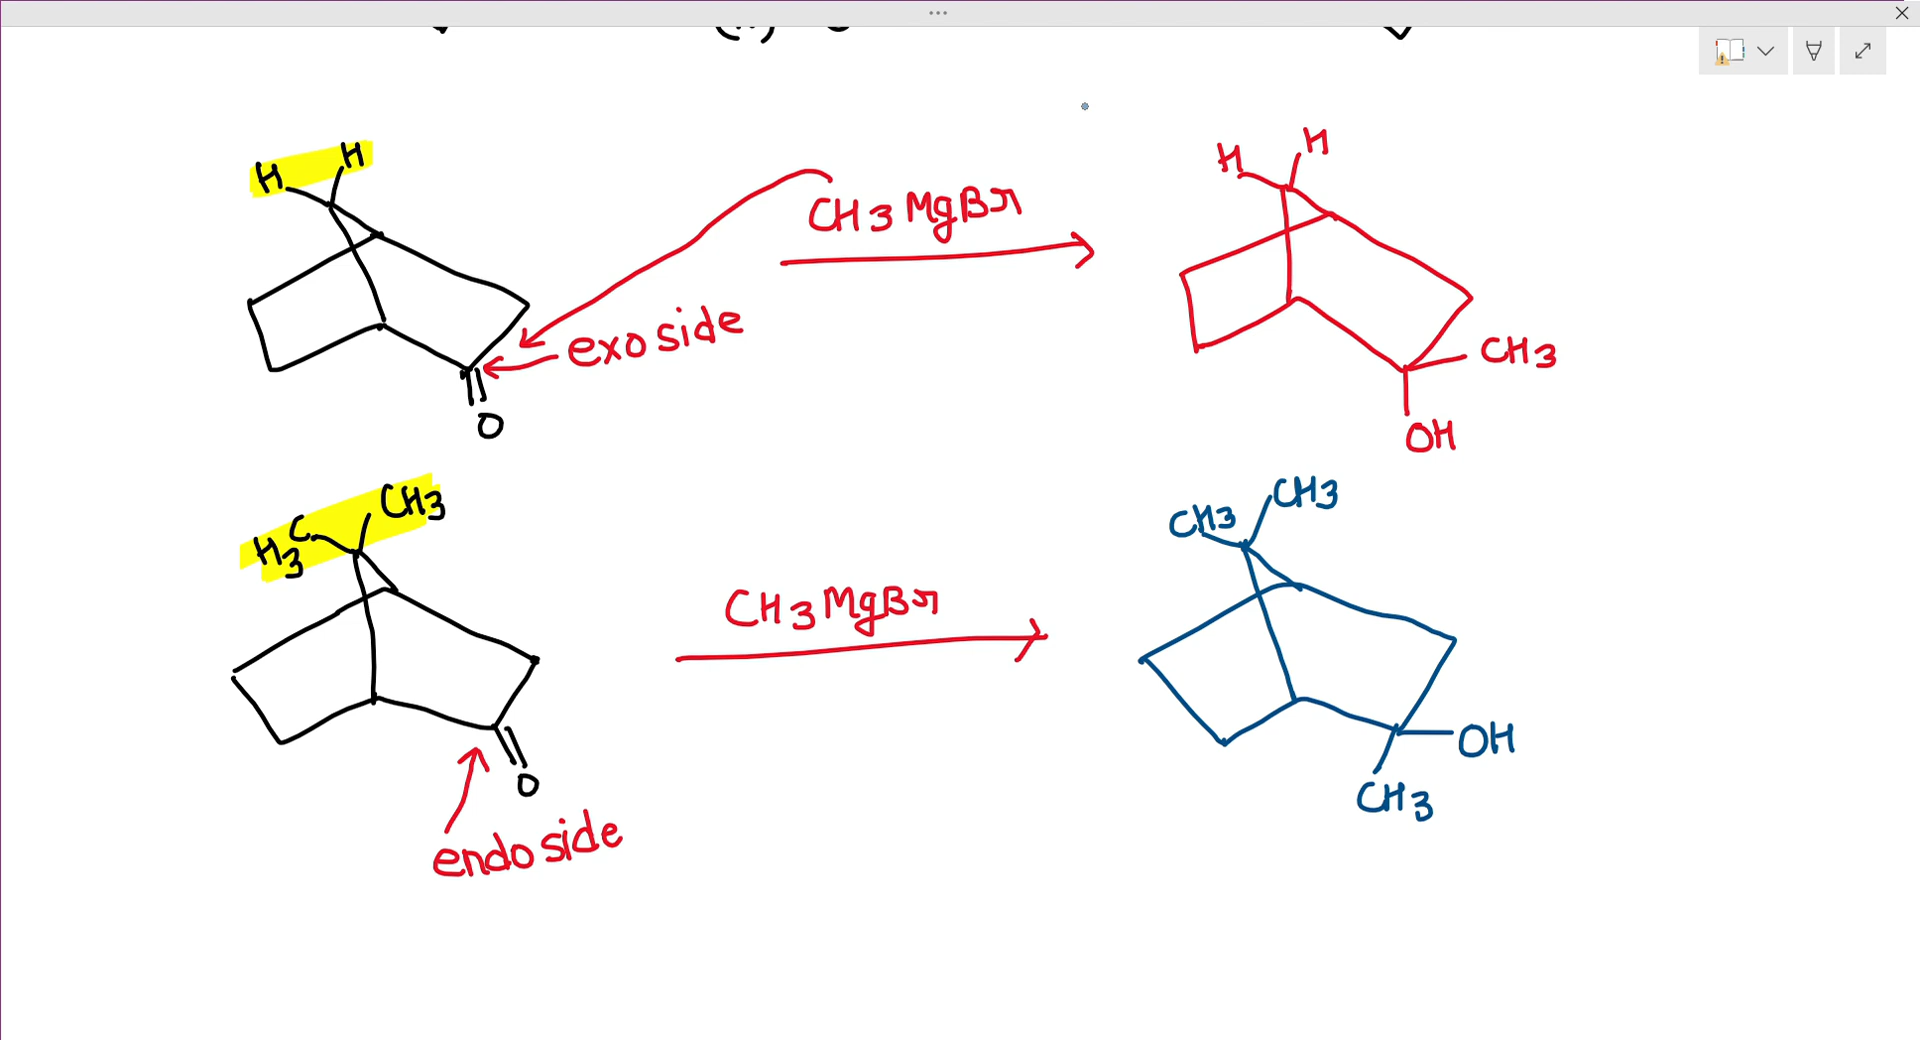 H H
CH3MgBr
exo side
O
H H
CH3
OH
H3C CH3
CH3MgBr
O
endo side
CH3 CH3
OH
CH3